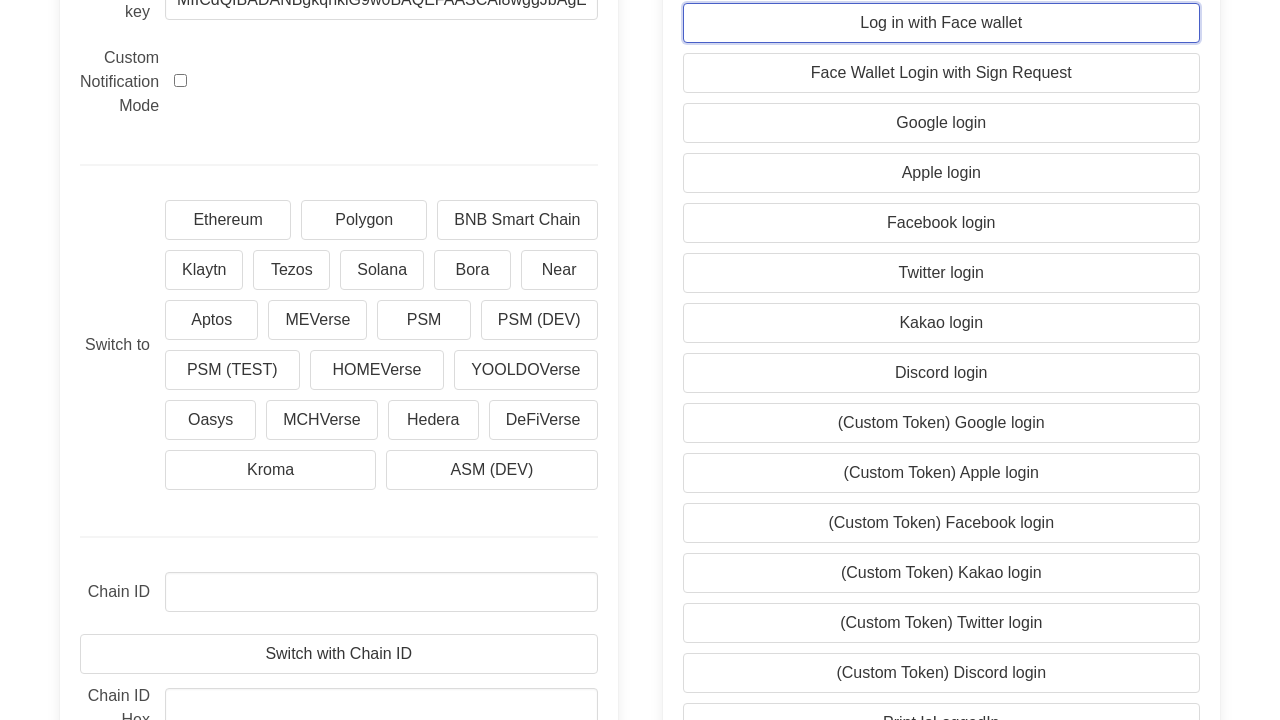 key
Custom
Notification
Mode
Switch to
Ethereum
Polygon
BNB Smart Chain
Klaytn
Tezos
Solana
Bora
Near
Aptos
MEVerse
PSM
PSM (DEV)
PSM (TEST)
HOMEVerse
YOOLDOVerse
Oasys
MCHVerse
Hedera
DeFiVerse
Kroma
ASM (DEV)
Chain ID
Switch with Chain ID
Chain ID
Hex
Log in with Face wallet
Face Wallet Login with Sign Request
Google login
Apple login
Facebook login
Twitter login
Kakao login
Discord login
(Custom Token) Google login
(Custom Token) Apple login
(Custom Token) Facebook login
(Custom Token) Kakao login
(Custom Token) Twitter login
(Custom Token) Discord login
Print IsLoggedIn